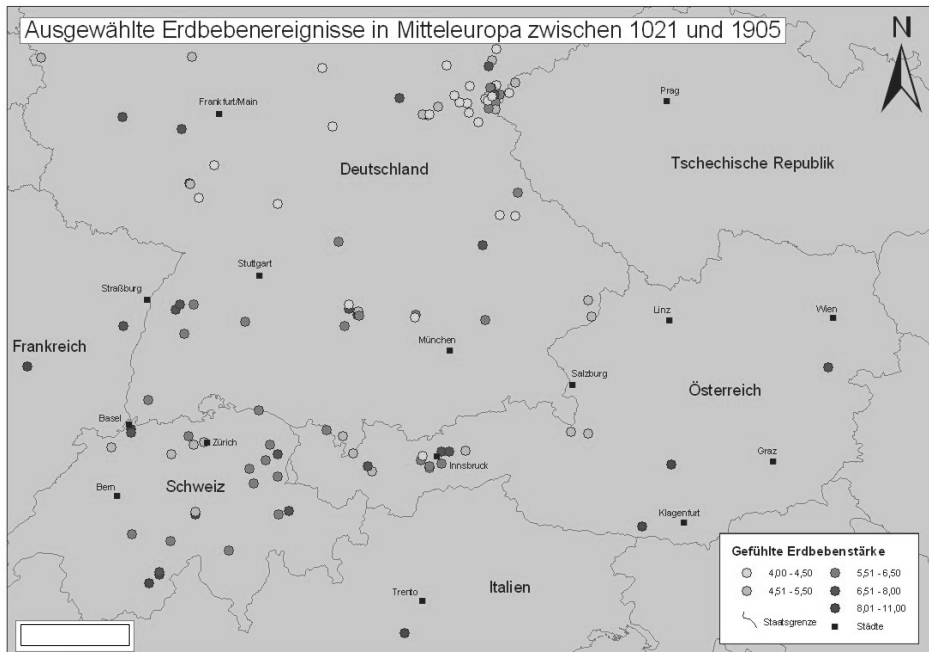 Ausgewählte Erdbebenereignisse in Mitteleuropa zwischen 1021 und 1905
N
Frankfurt/Main
Prag
Deutschland
Tschechische Republik
Stuttgart
Straßburg
Linz
Wien
Frankreich
München
Salzburg
Österreich
Basel
Zürich
Innsbruck
Graz
Bern
Schweiz
Klagenfurt
Italien
Trento
Gefühlte Erdbebenstärke
4,00 - 4,50
5,51 - 6,50
4,51 - 5,50
6,51 - 8,00
8,01 - 11,00
Staatsgrenze
Städte